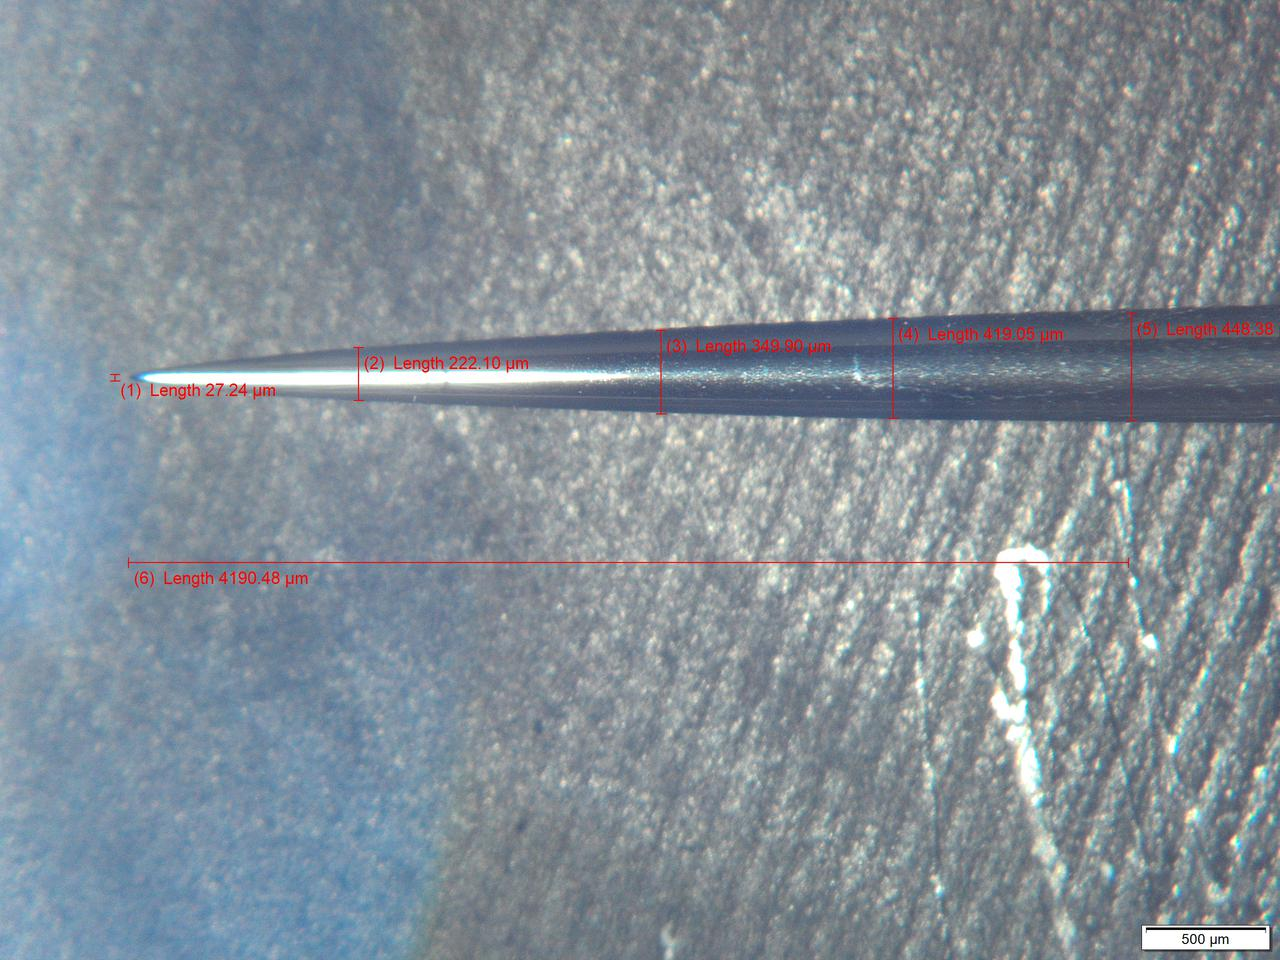 (5) Length 448.38
(4) Length 419.05 µm
(3) Length 349.90 µm
(2) Length 222.10 µm
(1) Length 27.24 µm
(6) Length 4190.48 µm
500 µm